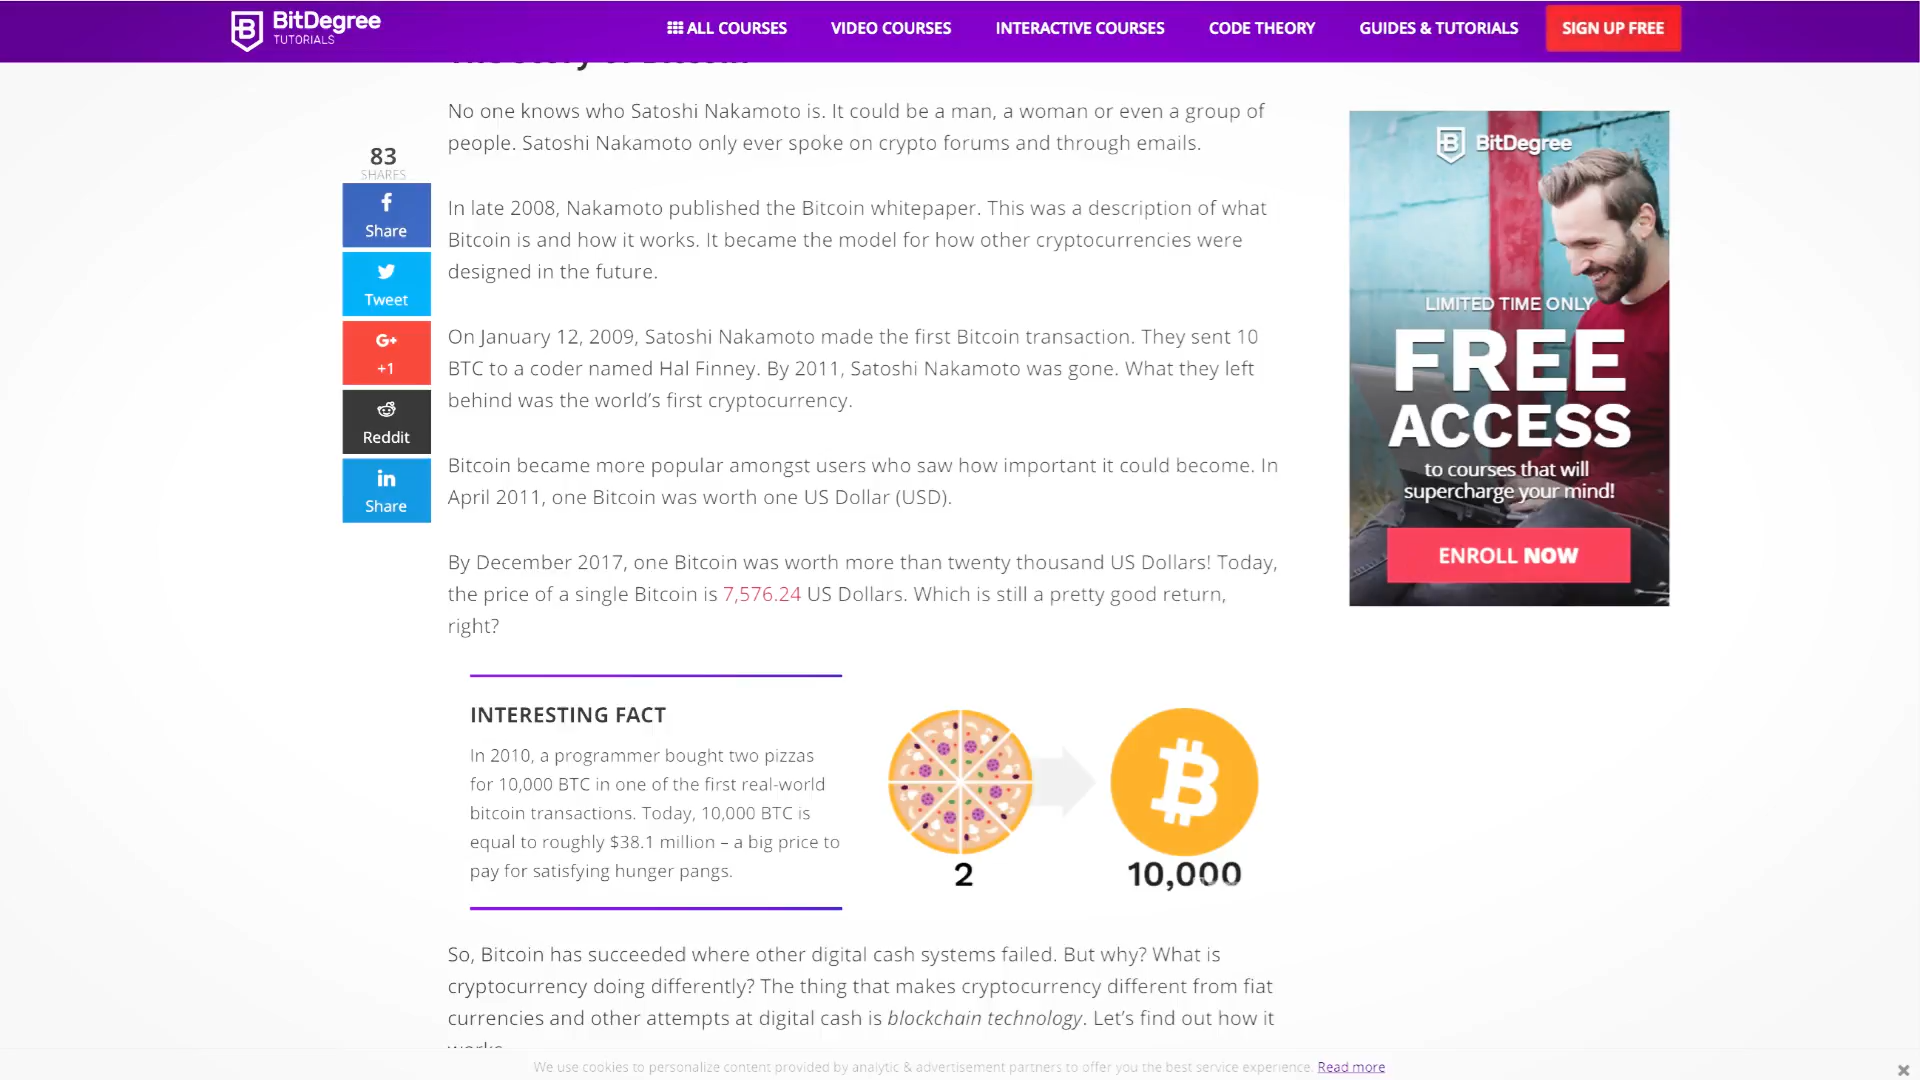 BitDegree
TUTORIALS
ALL COURSES
VIDEO COURSES
INTERACTIVE COURSES
CODE THEORY
GUIDES & TUTORIALS
SIGN UP FREE
No one knows who Satoshi Nakamoto is. It could be a man, a woman or even a group of
people. Satoshi Nakamoto only ever spoke on crypto forums and through emails.
83
SHARES
Share
Tweet
G+
+1
Reddit
in
Share
In late 2008, Nakamoto published the Bitcoin whitepaper. This was a description of what
Bitcoin is and how it works. It became the model for how other cryptocurrencies were
designed in the future.
On January 12, 2009, Satoshi Nakamoto made the first Bitcoin transaction. They sent 10
BTC to a coder named Hal Finney. By 2011, Satoshi Nakamoto was gone. What they left
behind was the world’s first cryptocurrency.
Bitcoin became more popular amongst users who saw how important it could become. In
April 2011, one Bitcoin was worth one US Dollar (USD).
By December 2017, one Bitcoin was worth more than twenty thousand US Dollars! Today,
the price of a single Bitcoin is 7,576.24 US Dollars. Which is still a pretty good return,
right?
BitDegree
LIMITED TIME ONLY
FREE
ACCESS
to courses that will
supercharge your mind!
ENROLL NOW
INTERESTING FACT
In 2010, a programmer bought two pizzas
for 10,000 BTC in one of the first real-world
bitcoin transactions. Today, 10,000 BTC is
equal to roughly $38.1 million – a big price to
pay for satisfying hunger pangs.
2
10,000
So, Bitcoin has succeeded where other digital cash systems failed. But why? What is
cryptocurrency doing differently? The thing that makes cryptocurrency different from fiat
currencies and other attempts at digital cash is blockchain technology. Let’s find out how it
We use cookies to personalize content provided by analytic & advertisement partners to offer you the best service experience. Read more